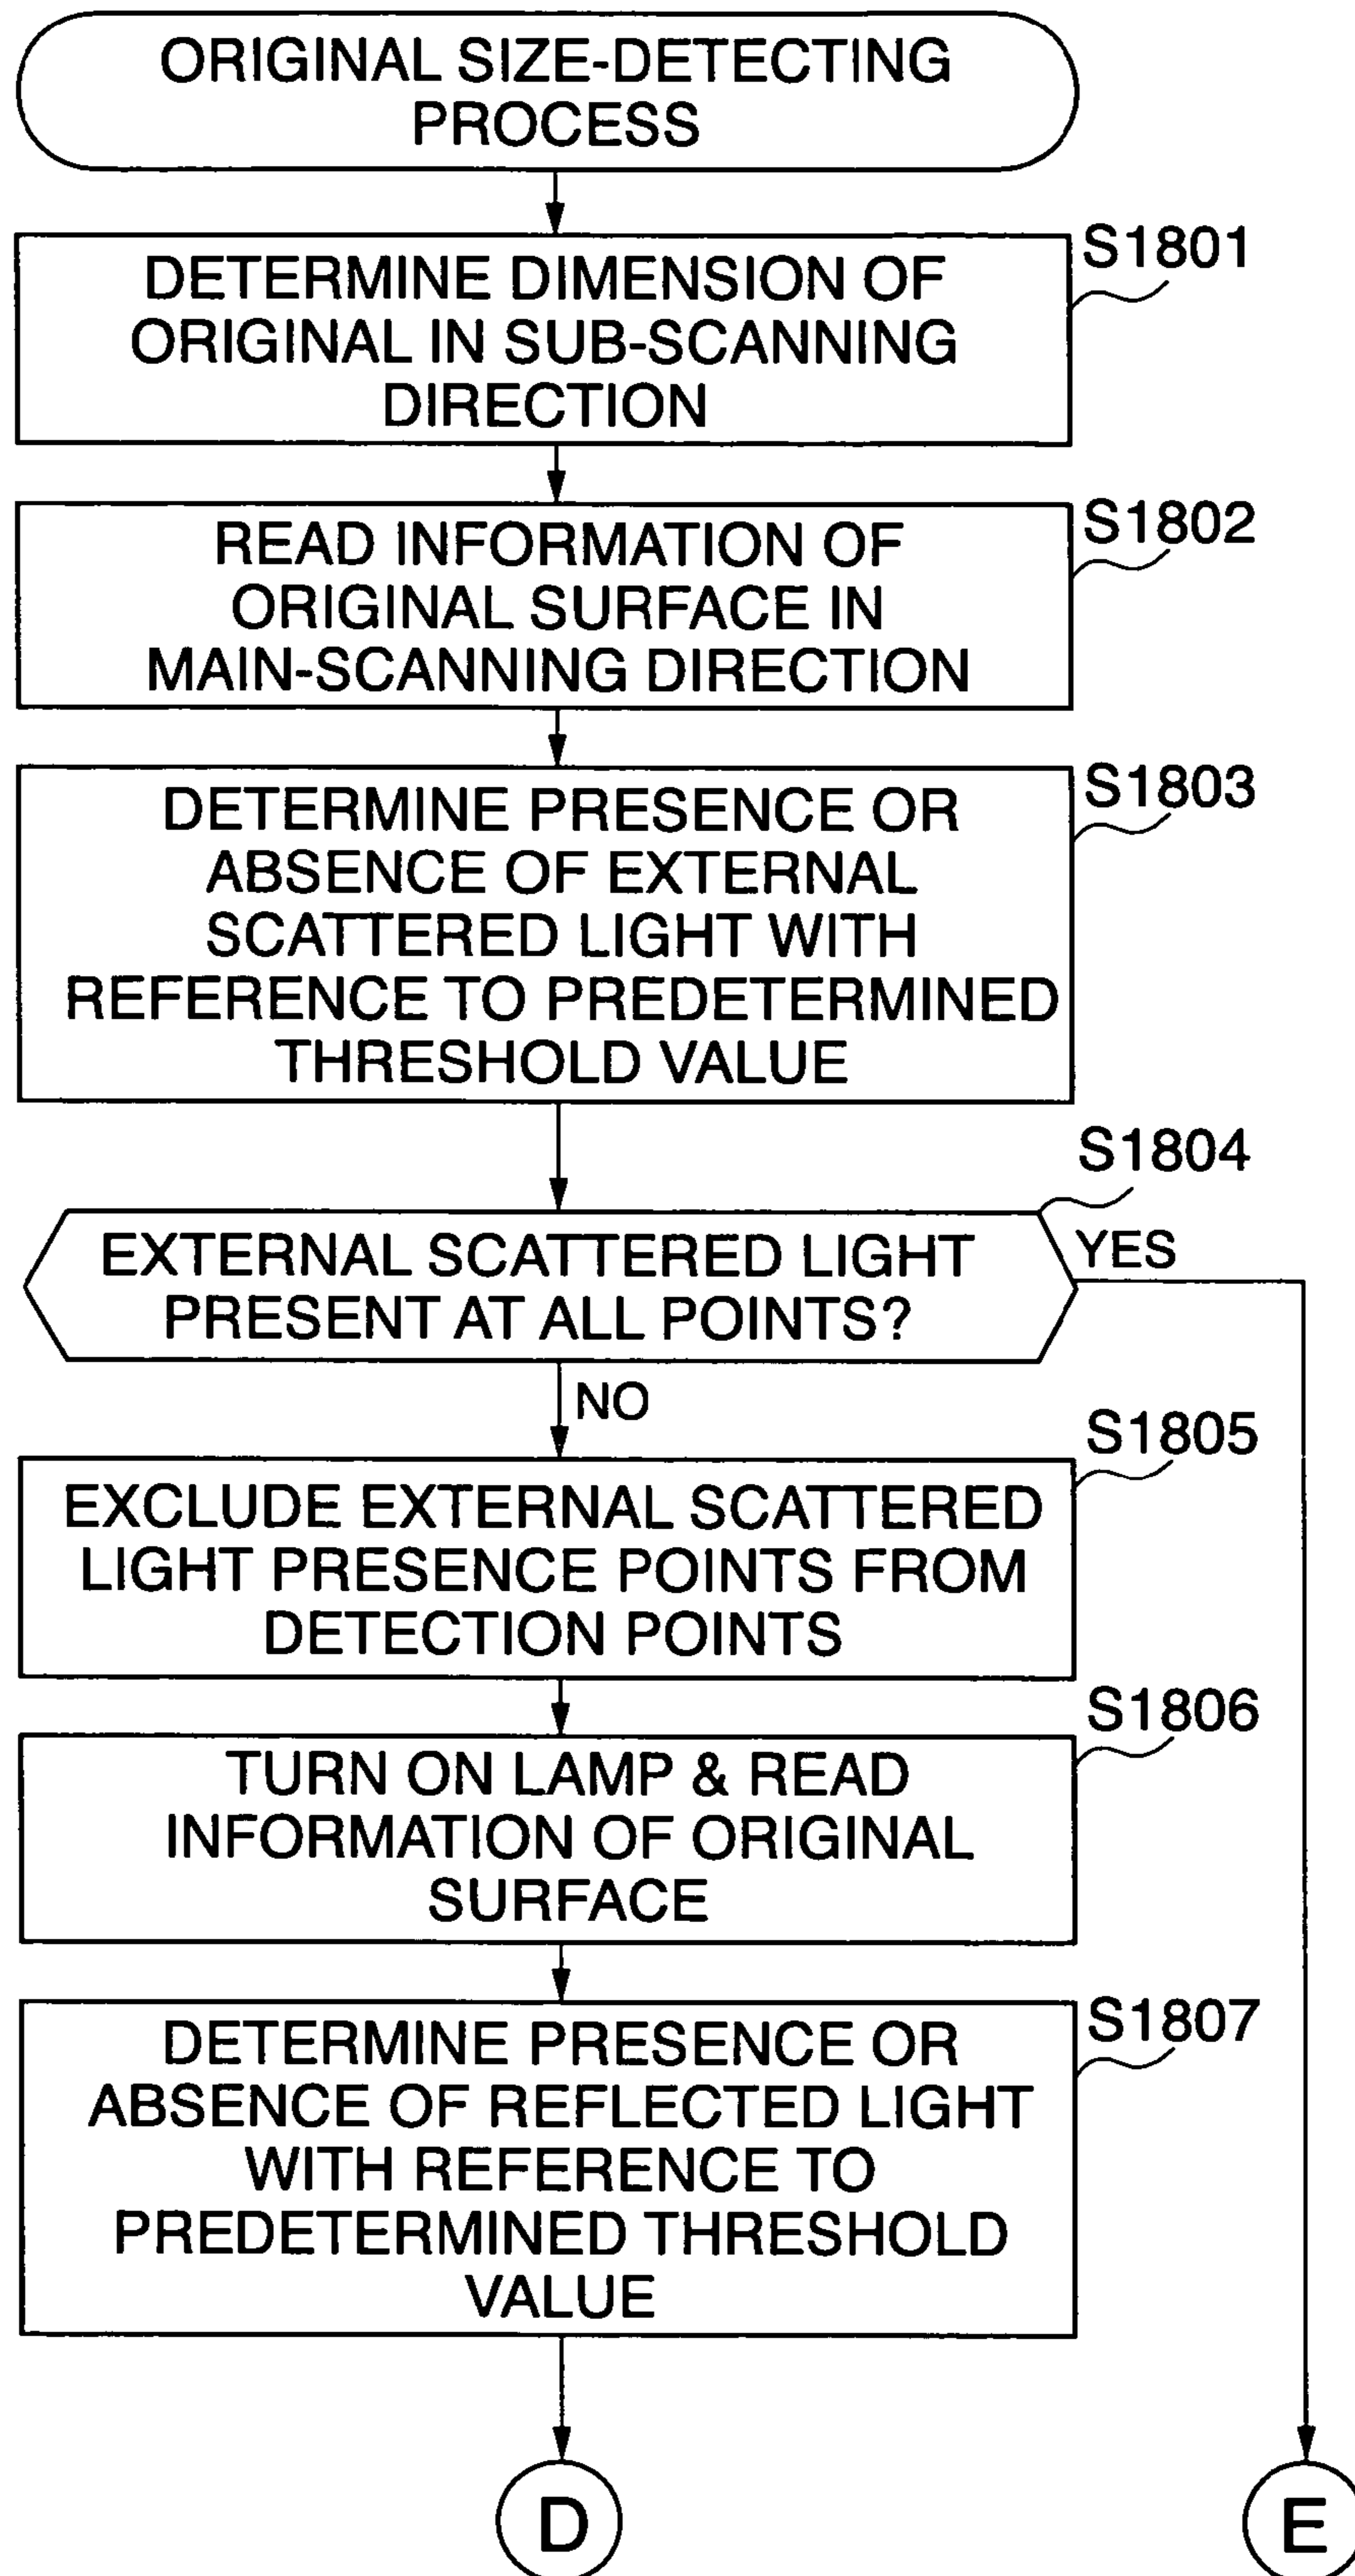 ORIGINAL SIZE-DETECTING
PROCESS
S1801
DETERMINE DIMENSION OF
ORIGINAL IN SUB-SCANNING
DIRECTION
S1802
READ INFORMATION OF
ORIGINAL SURFACE IN
MAIN-SCANNING DIRECTION
S1803
DETERMINE PRESENCE OR
ABSENCE OF EXTERNAL
SCATTERED LIGHT WITH
REFERENCE TO PREDETERMINED
THRESHOLD VALUE
S1804
EXTERNAL SCATTERED LIGHT
PRESENT AT ALL POINTS?
YES
NO
S1805
EXCLUDE EXTERNAL SCATTERED
LIGHT PRESENCE POINTS FROM
DETECTION POINTS
S1806
TURN ON LAMP & READ
INFORMATION OF ORIGINAL
SURFACE
S1807
DETERMINE PRESENCE OR
ABSENCE OF REFLECTED LIGHT
WITH REFERENCE TO
PREDETERMINED THRESHOLD
VALUE
D
E